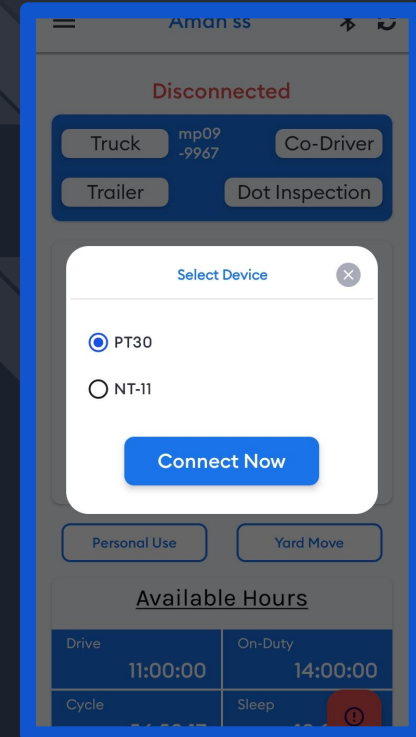 Aman ss
Disconnected
Truck mp09 -9967 Co-Driver
Trailer Dot Inspection
Select Device
PT30
NT-11
Connect Now
Personal Use Yard Move
Available Hours
Drive On-Duty
11:00:00 14:00:00
Cycle Sleep